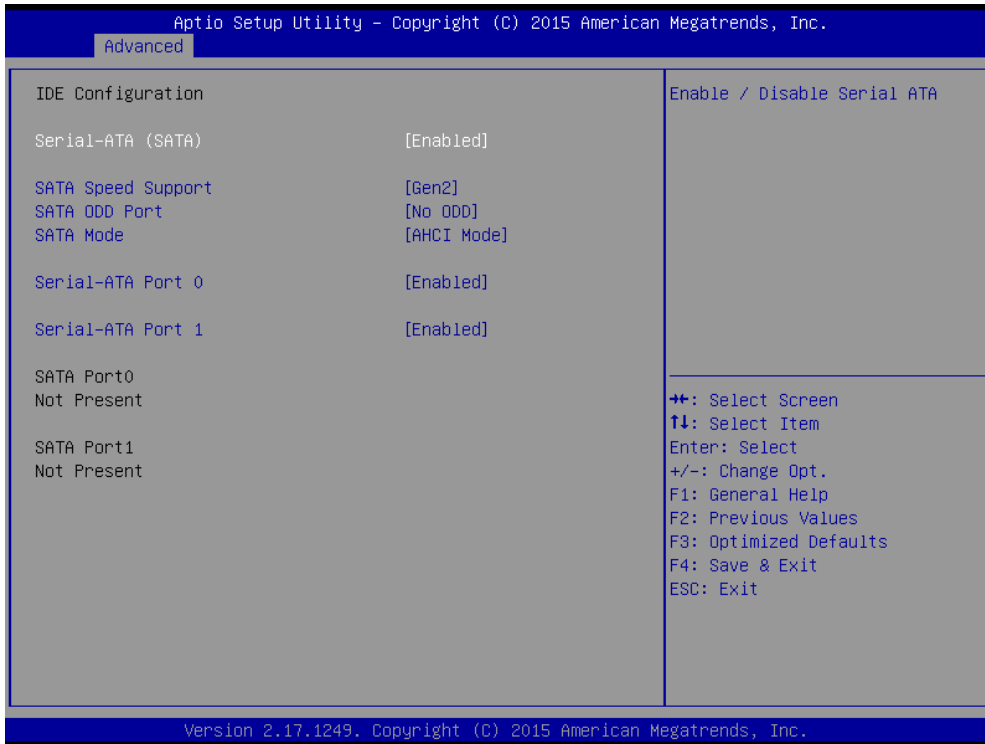 Aptio Setup Utility – Copyright (C) 2015 American Megatrends, Inc.
Advanced
IDE Configuration
Serial-ATA (SATA) [Enabled]
SATA Speed Support [Gen2]
SATA ODD Port [No ODD]
SATA Mode [AHCI Mode]
Serial-ATA Port 0 [Enabled]
Serial-ATA Port 1 [Enabled]
SATA Port0
Not Present
SATA Port1
Not Present
Enable / Disable Serial ATA
→←: Select Screen
↑↓: Select Item
Enter: Select
+/-: Change Opt.
F1: General Help
F2: Previous Values
F3: Optimized Defaults
F4: Save & Exit
ESC: Exit
Version 2.17.1249. Copyright (C) 2015 American Megatrends, Inc.